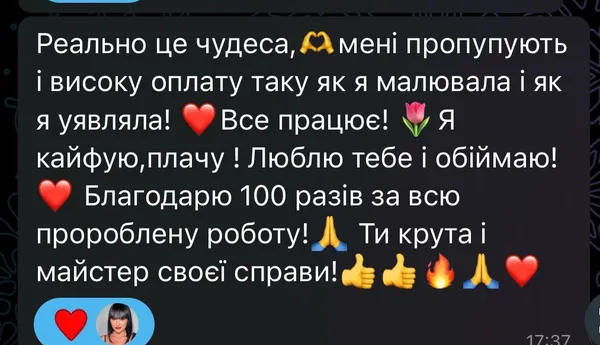 Реально це чудеса,🫶мені пропупують
і високу оплату таку як я малювала і як
я уявляла! ❤️Все працює! 🌷Я
кайфую,плачу ! Люблю тебе і обіймаю!
❤️ Благодарю 100 разів за всю
пророблену роботу!🙏 Ти крута і
майстер своєї справи!👍👍🔥🙏❤️
17:37